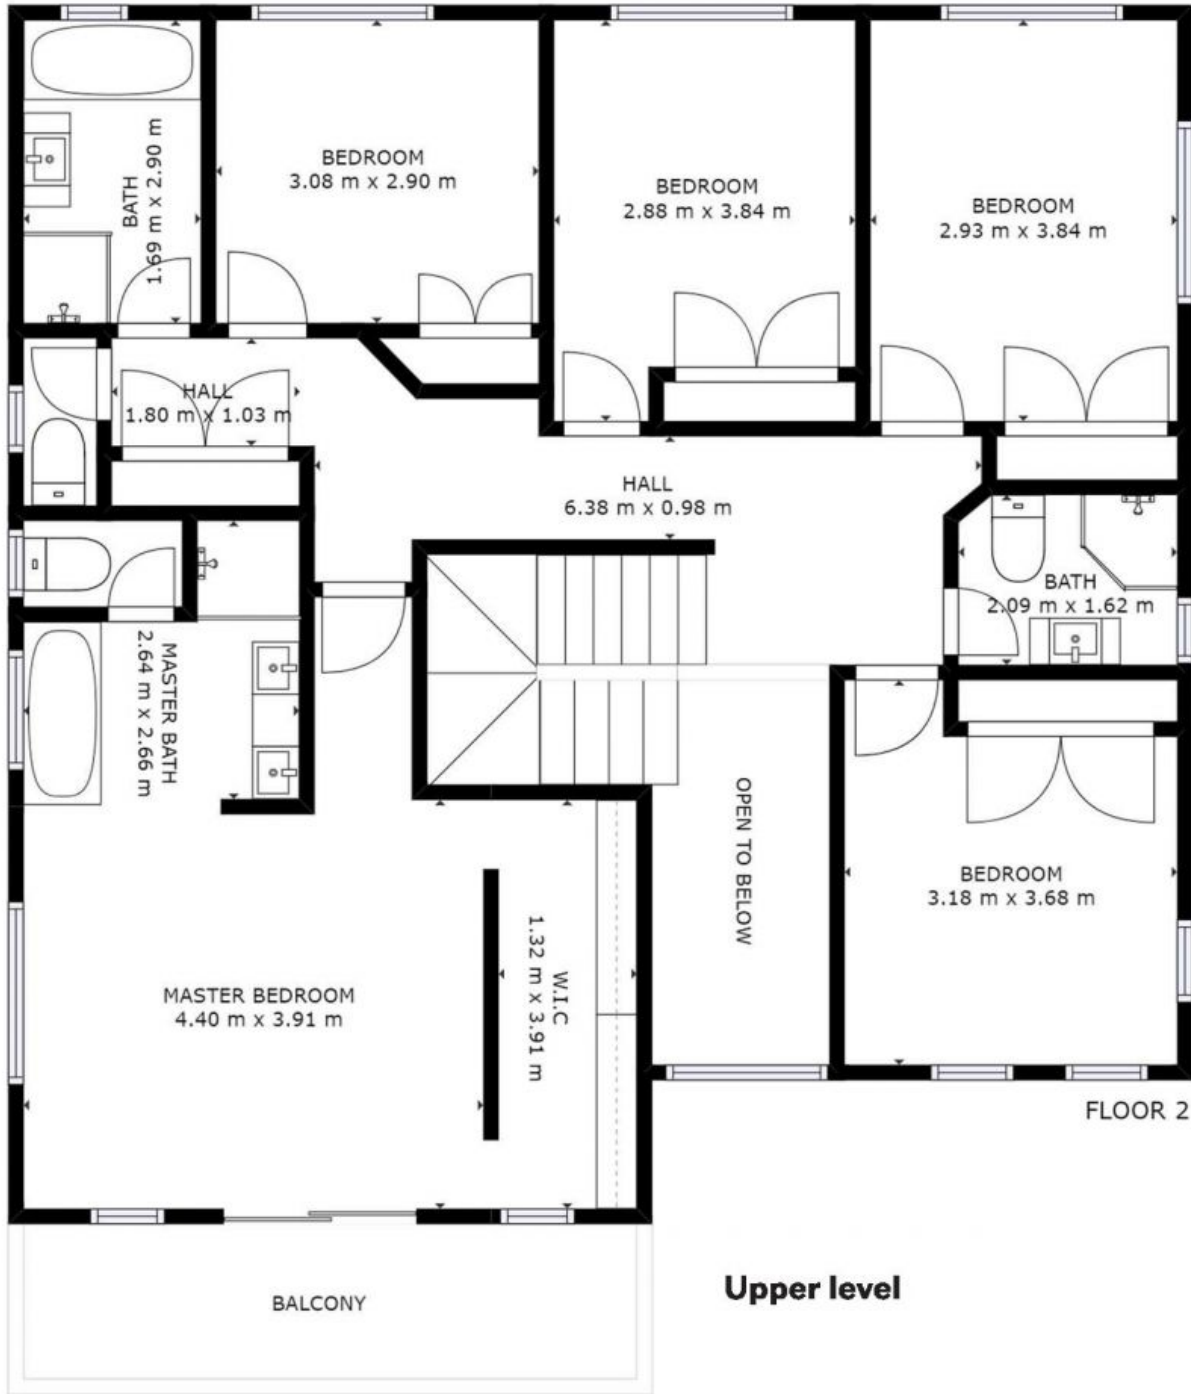 BATH
1.69 m x 2.90 m
BEDROOM
3.08 m x 2.90 m
BEDROOM
2.88 m x 3.84 m
BEDROOM
2.93 m x 3.84 m
HALL
1.80 m x 1.03 m
HALL
6.38 m x 0.98 m
BATH
2.09 m x 1.62 m
MASTER BATH
2.64 m x 2.66 m
OPEN TO BELOW
BEDROOM
3.18 m x 3.68 m
MASTER BEDROOM
4.40 m x 3.91 m
W.I.C
1.32 m x 3.91 m
FLOOR 2
BALCONY
Upper level